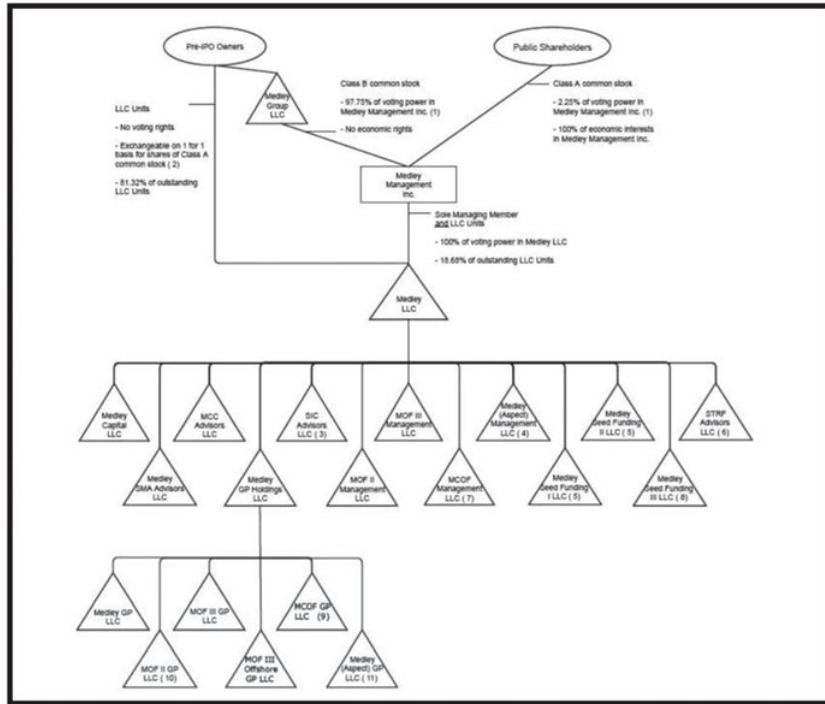 Pre-IPO Owners
Public Shareholders
Medley
Group
LLC
Class B common stock
- 97.75% of voting power in
Medley Management Inc. (1)
- No economic rights
Class A common stock
- 2.25% of voting power in
Medley Management Inc. (1)
- 100% of economic interests
in Medley Management Inc.
LLC Units
- No voting rights
- Exchangeable on 1 for 1
basis for shares of Class A
common stock ( 2)
- 81.32% of outstanding
LLC Units
Medley
Management
Inc.
Sole Managing Member
and LLC Units
- 100% of voting power in Medley LLC
- 18.68% of outstanding LLC Units
Medley
LLC
Medley
Capital
LLC
MCC
Advisors
LLC
SIC
Advisors
LLC ( 3)
MOF III
Management
LLC
Medley
(Aspect)
Management
LLC ( 4)
Medley
Seed Funding
II LLC ( 5)
STRF
Advisors
LLC ( 6)
Medley
SMA Advisors
LLC
Medley
GP Holdings
LLC
MOF II
Management
LLC
MCOF
Management
LLC ( 7)
Medley
Seed Funding
I LLC ( 5)
Medley
Seed Funding
III LLC ( 8)
Medley GP
LLC
MOF III GP
LLC
MCOF GP
LLC (9)
MOF II GP
LLC ( 10)
MOF III
Offshore
GP LLC
Medley
(Aspect) GP
LLC ( 11)